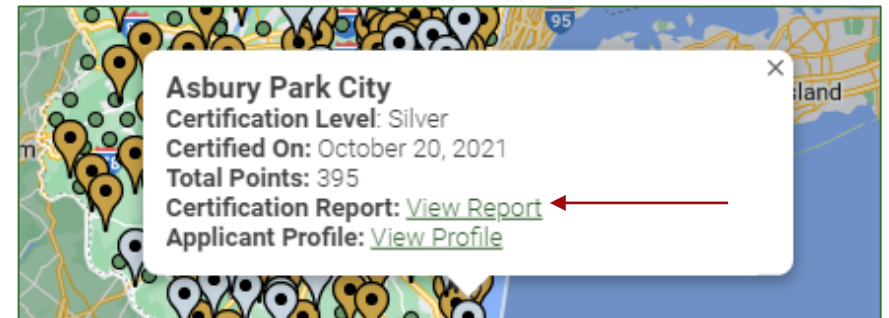 95
Asbury Park City
×
Certification Level: Silver
sland
Certified On: October 20, 2021
Total Points: 395
Certification Report: View Report
Applicant Profile: View Profile